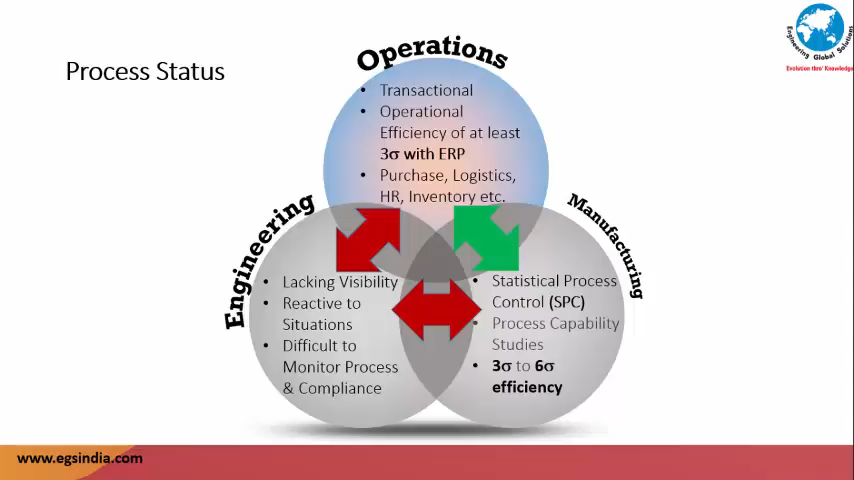 Process Status
Operations
• Transactional
• Operational
Efficiency of at least
3σ with ERP
• Purchase, Logistics,
HR, Inventory etc.
Engineering
• Lacking Visibility
• Reactive to
Situations
• Difficult to
Monitor Process
& Compliance
Manufacturing
• Statistical Process
Control (SPC)
• Process Capability
Studies
• 3σ to 6σ
efficiency
Engineering Global Solutions
Evolution thro' Knowledge
www.egsindia.com